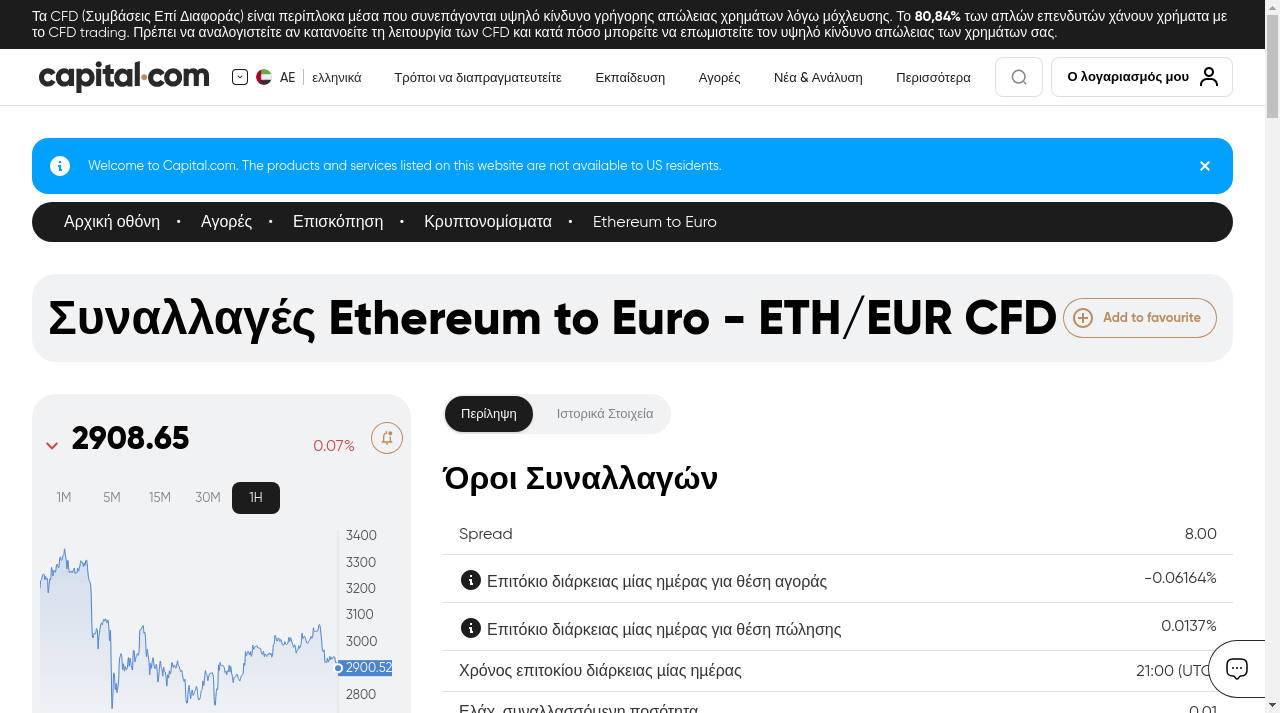 Τα CFD (Συμβάσεις Επί Διαφοράς) είναι περίπλοκα μέσα που συνεπάγονται υψηλό κίνδυνο γρήγορης απώλειας χρημάτων λόγω μόχλευσης. Το 80,84% των απλών επενδυτών χάνουν χρήματα με
το CFD trading. Πρέπει να αναλογιστείτε αν κατανοείτε τη λειτουργία των CFD και κατά πόσο μπορείτε να επωμιστείτε τον υψηλό κίνδυνο απώλειας των χρημάτων σας.
capital.com AE ελληνικά Τρόποι να διαπραγματευτείτε Εκπαίδευση Αγορές Νέα & Ανάλυση Περισσότερα Ο λογαριασμός μου
Welcome to Capital.com. The products and services listed on this website are not available to US residents.
Αρχική οθόνη • Αγορές • Επισκόπηση • Κρυπτονομίσματα • Ethereum to Euro
Συναλλαγές Ethereum to Euro - ETH/EUR CFD Add to favourite
2908.65 0.07%
1M 5M 15M 30M 1H
3400
3300
3200
3100
3000
2900.52
2800
Περίληψη Ιστορικά Στοιχεία
Όροι Συναλλαγών
Spread 8.00
Επιτόκιο διάρκειας μίας ημέρας για θέση αγοράς -0.06164%
Επιτόκιο διάρκειας μίας ημέρας για θέση πώλησης 0.0137%
Χρόνος επιτοκίου διάρκειας μίας ημέρας 21:00 (UTC)
Ελάχ. συναλλασσόμενη ποσότητα 0.01